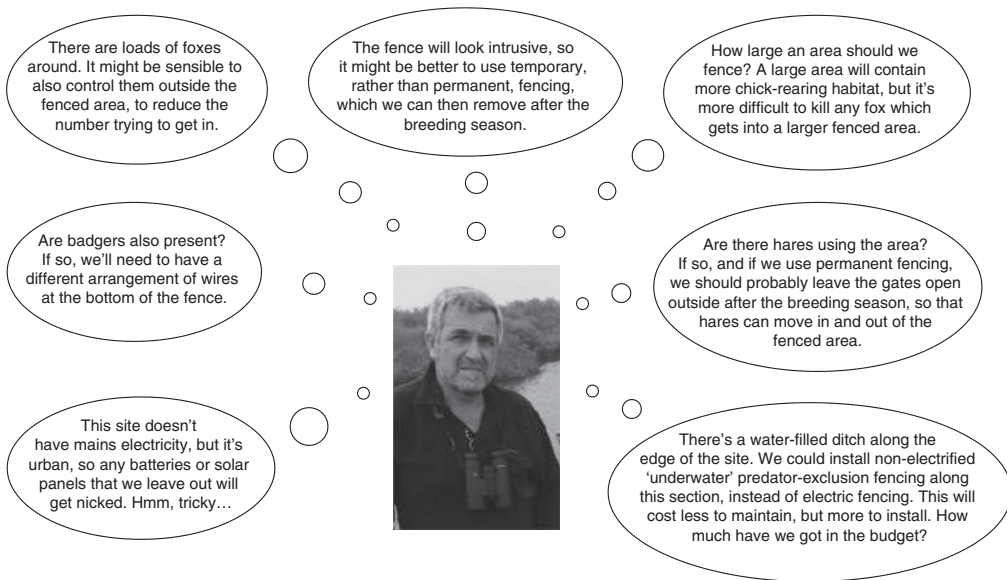 There are loads of foxes
around. It might be sensible to
also control them outside the
fenced area, to reduce the
number trying to get in.
The fence will look intrusive, so
it might be better to use temporary,
rather than permanent, fencing,
which we can then remove after the
breeding season.
How large an area should we
fence? A large area will contain
more chick-rearing habitat, but it's
more difficult to kill any fox which
gets into a larger fenced area.
Are badgers also present?
If so, we'll need to have a
different arrangement of wires
at the bottom of the fence.
Are there hares using the area?
If so, and if we use permanent fencing,
we should probably leave the gates open
outside after the breeding season, so that
hares can move in and out of the
fenced area.
This site doesn't
have mains electricity, but it's
urban, so any batteries or solar
panels that we leave out will
get nicked. Hmm, tricky…
There's a water-filled ditch along the
edge of the site. We could install non-electrified
'underwater' predator-exclusion fencing along
this section, instead of electric fencing. This will
cost less to maintain, but more to install. How
much have we got in the budget?